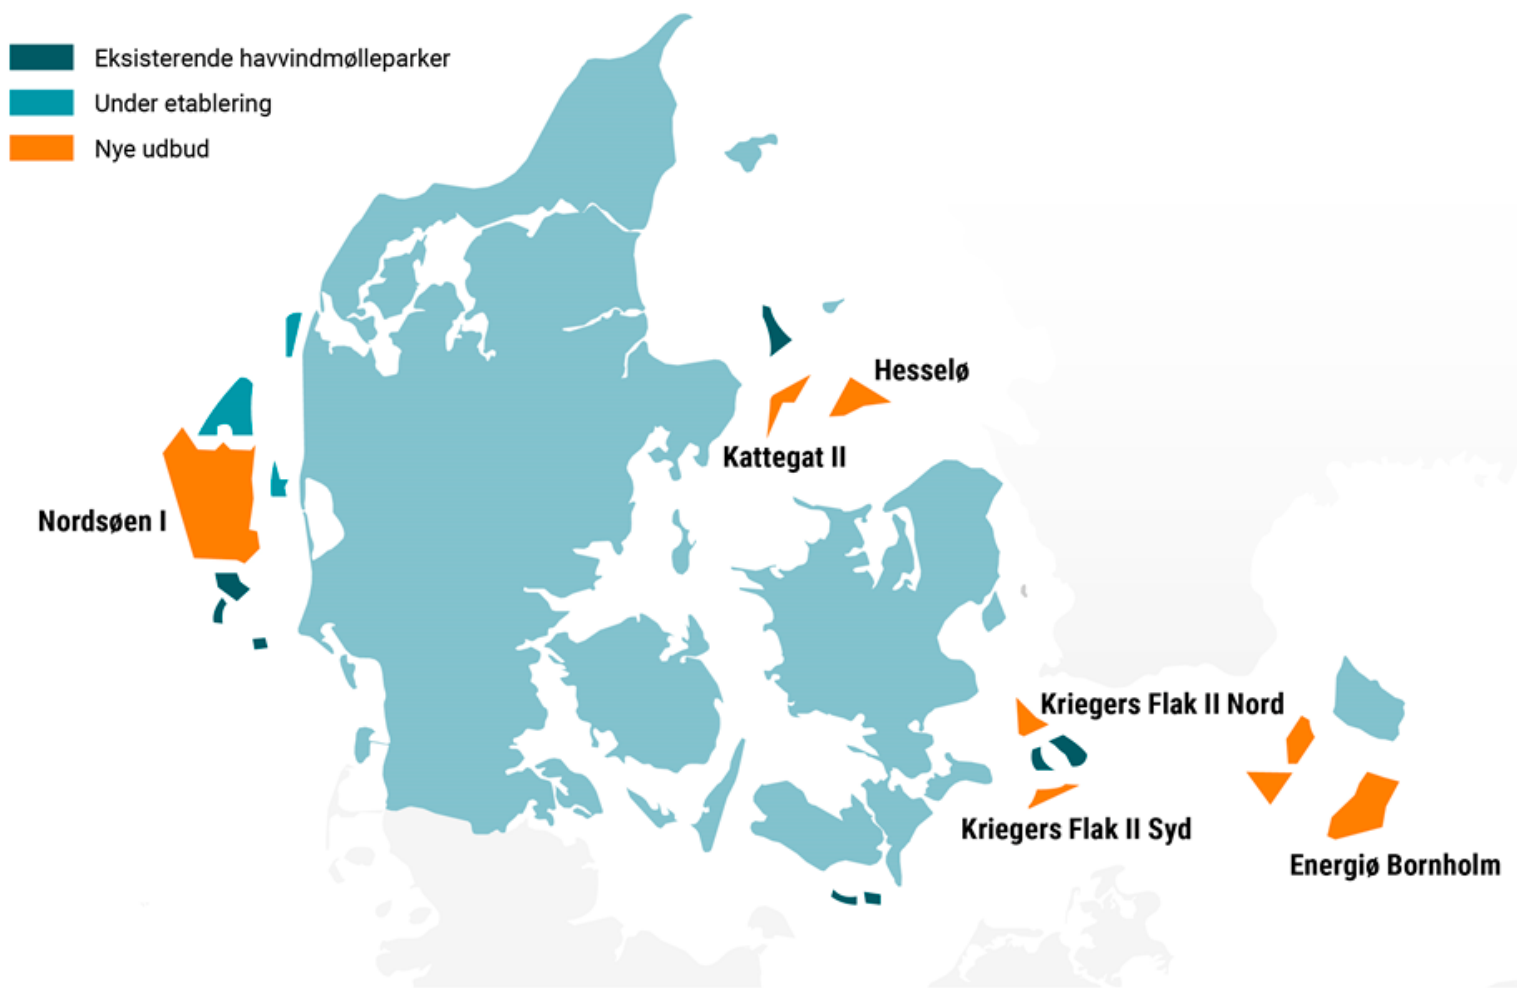 Eksisterende havvindmølleparker
Under etablering
Nye udbud
Hesselø
Kattegat II
Nordsøen I
Kriegers Flak II Nord
Kriegers Flak II Syd
Energiø Bornholm